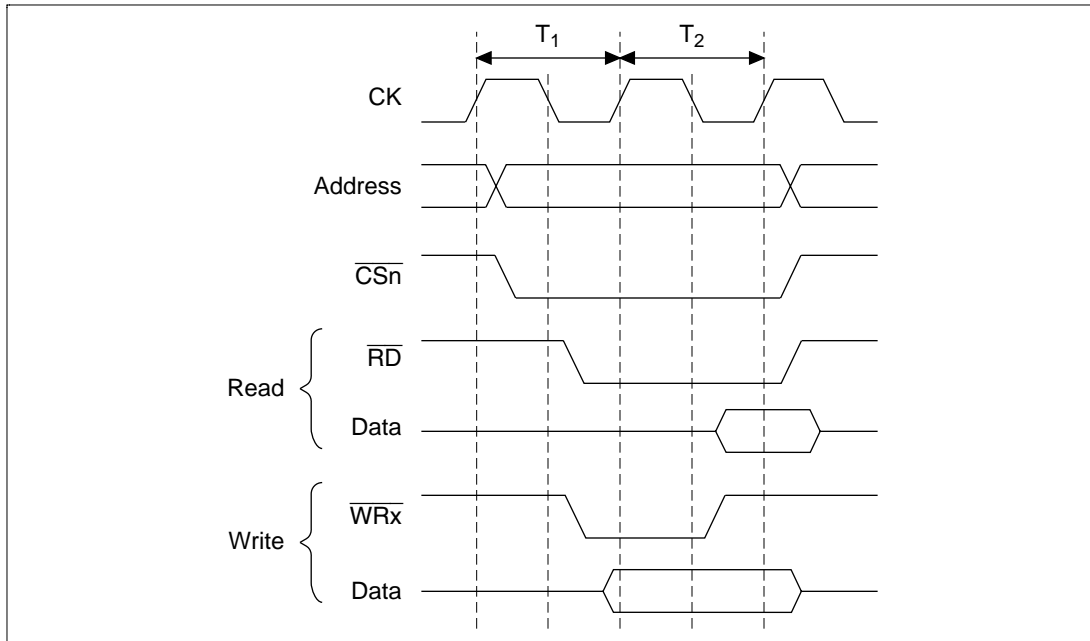 T1 T2
CK
Address
CSn
RD
Read
Data
WRx
Write
Data